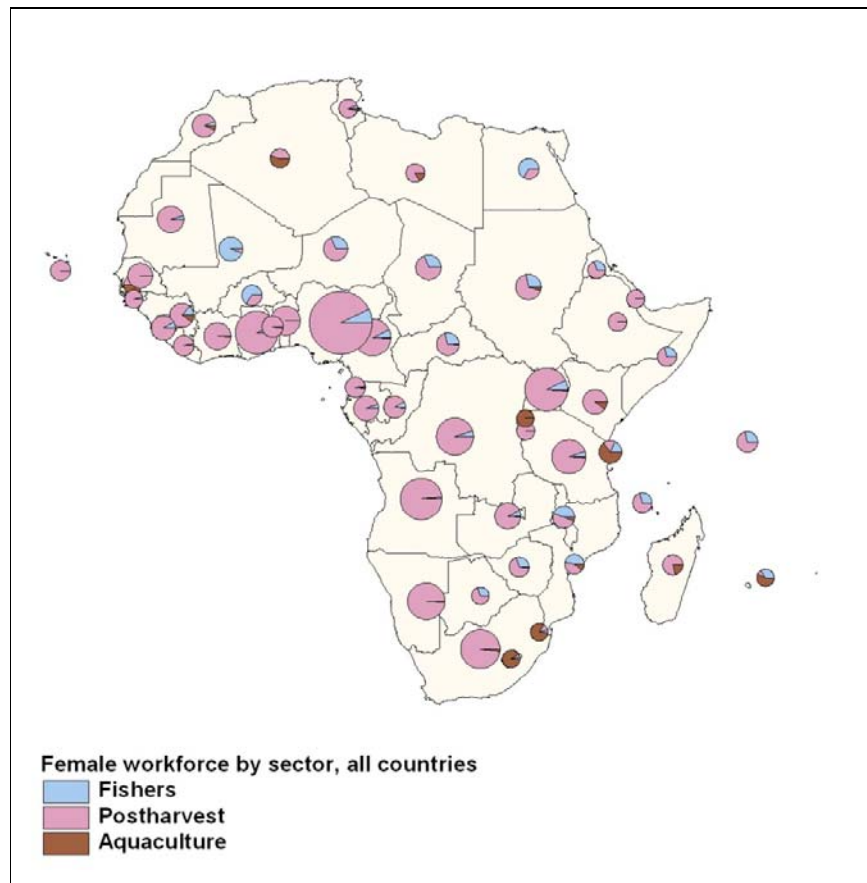 Female workforce by sector, all countries
Fishers
Postharvest
Aquaculture